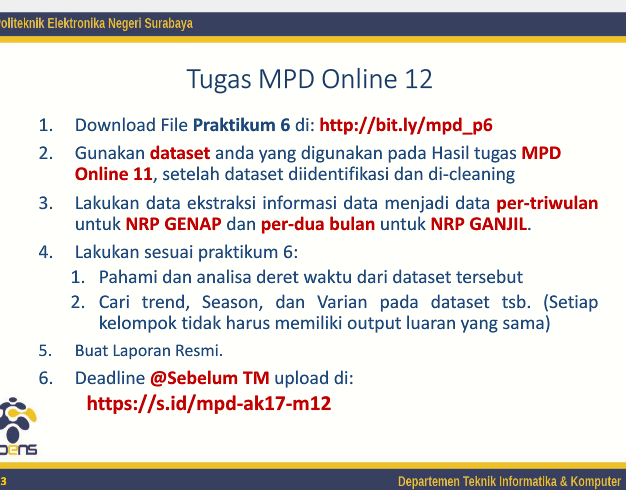 Politeknik Elektronika Negeri Surabaya
Tugas MPD Online 12
1. Download File Praktikum 6 di: http://bit.ly/mpd_p6
2. Gunakan dataset anda yang digunakan pada Hasil tugas MPD
Online 11, setelah dataset diidentifikasi dan di-cleaning
3. Lakukan data ekstraksi informasi data menjadi data per-triwulan
untuk NRP GENAP dan per-dua bulan untuk NRP GANJIL.
4. Lakukan sesuai praktikum 6:
1. Pahami dan analisa deret waktu dari dataset tersebut
2. Cari trend, Season, dan Varian pada dataset tsb. (Setiap
kelompok tidak harus memiliki output luaran yang sama)
5. Buat Laporan Resmi.
6. Deadline @Sebelum TM upload di:
https://s.id/mpd-ak17-m12
pens
3
Departemen Teknik Informatika & Komputer